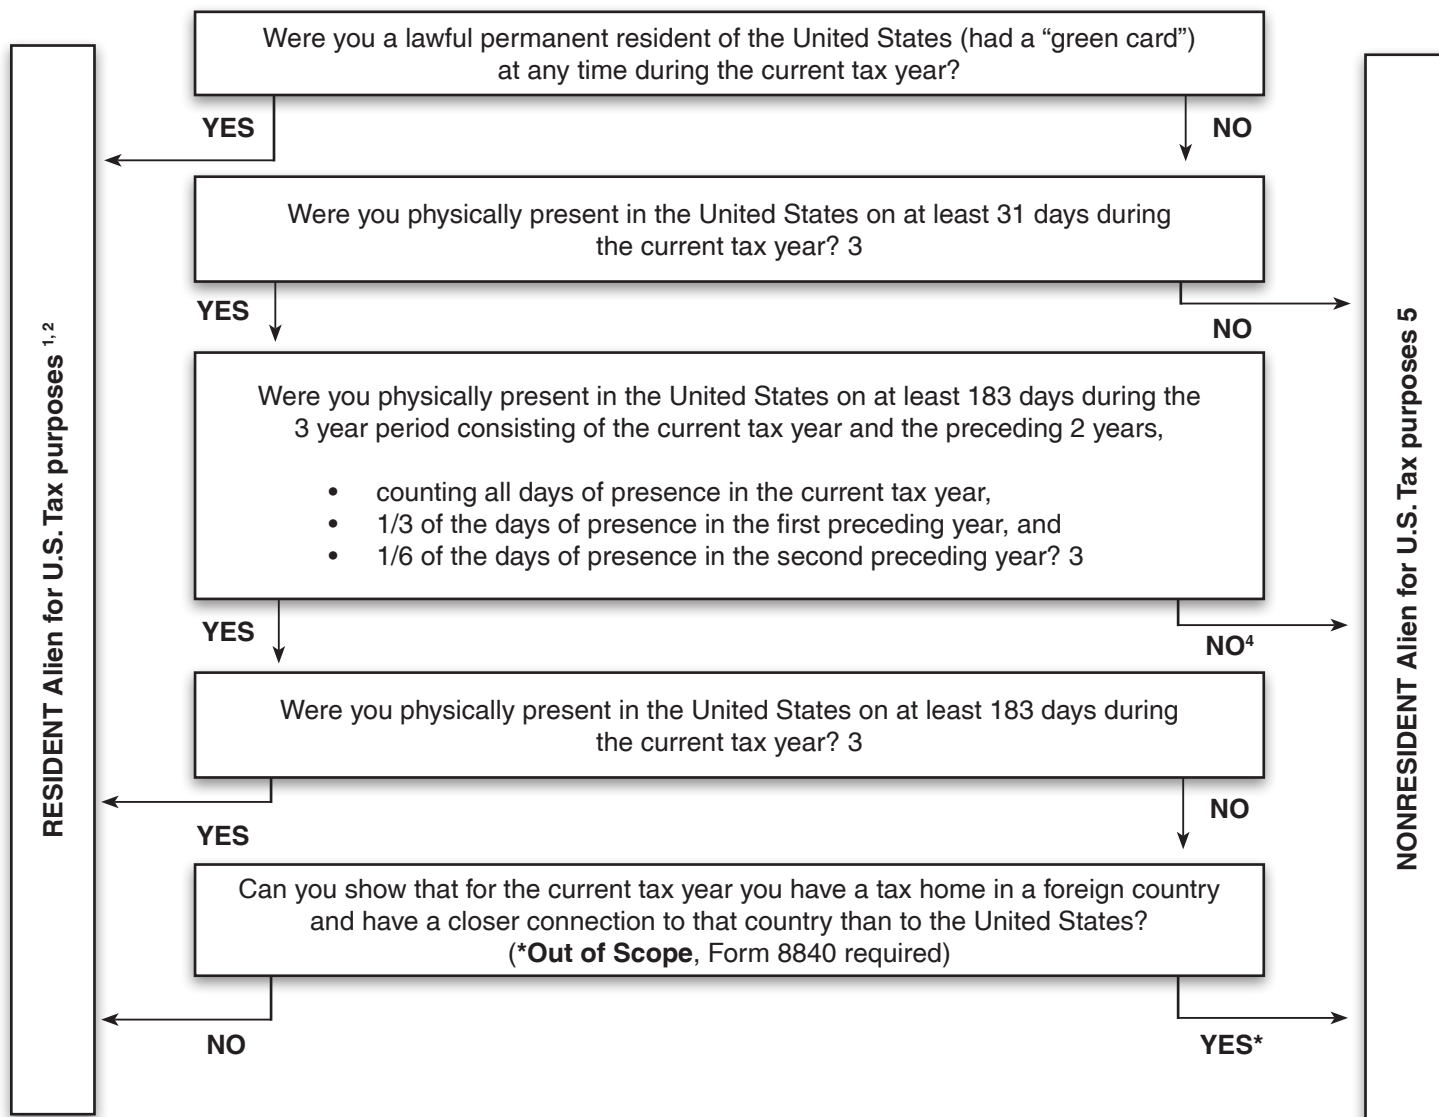 Were you a lawful permanent resident of the United States (had a “green card”)
at any time during the current tax year?
YES
NO
Were you physically present in the United States on at least 31 days during
the current tax year? 3
YES
NO
Were you physically present in the United States on at least 183 days during the
3 year period consisting of the current tax year and the preceding 2 years,
• counting all days of presence in the current tax year,
• 1/3 of the days of presence in the first preceding year, and
• 1/6 of the days of presence in the second preceding year? 3
YES
NO⁴
Were you physically present in the United States on at least 183 days during
the current tax year? 3
YES
NO
Can you show that for the current tax year you have a tax home in a foreign country
and have a closer connection to that country than to the United States?
(*Out of Scope, Form 8840 required)
NO
YES*
RESIDENT Alien for U.S. Tax purposes ¹,²
NONRESIDENT Alien for U.S. Tax purposes 5